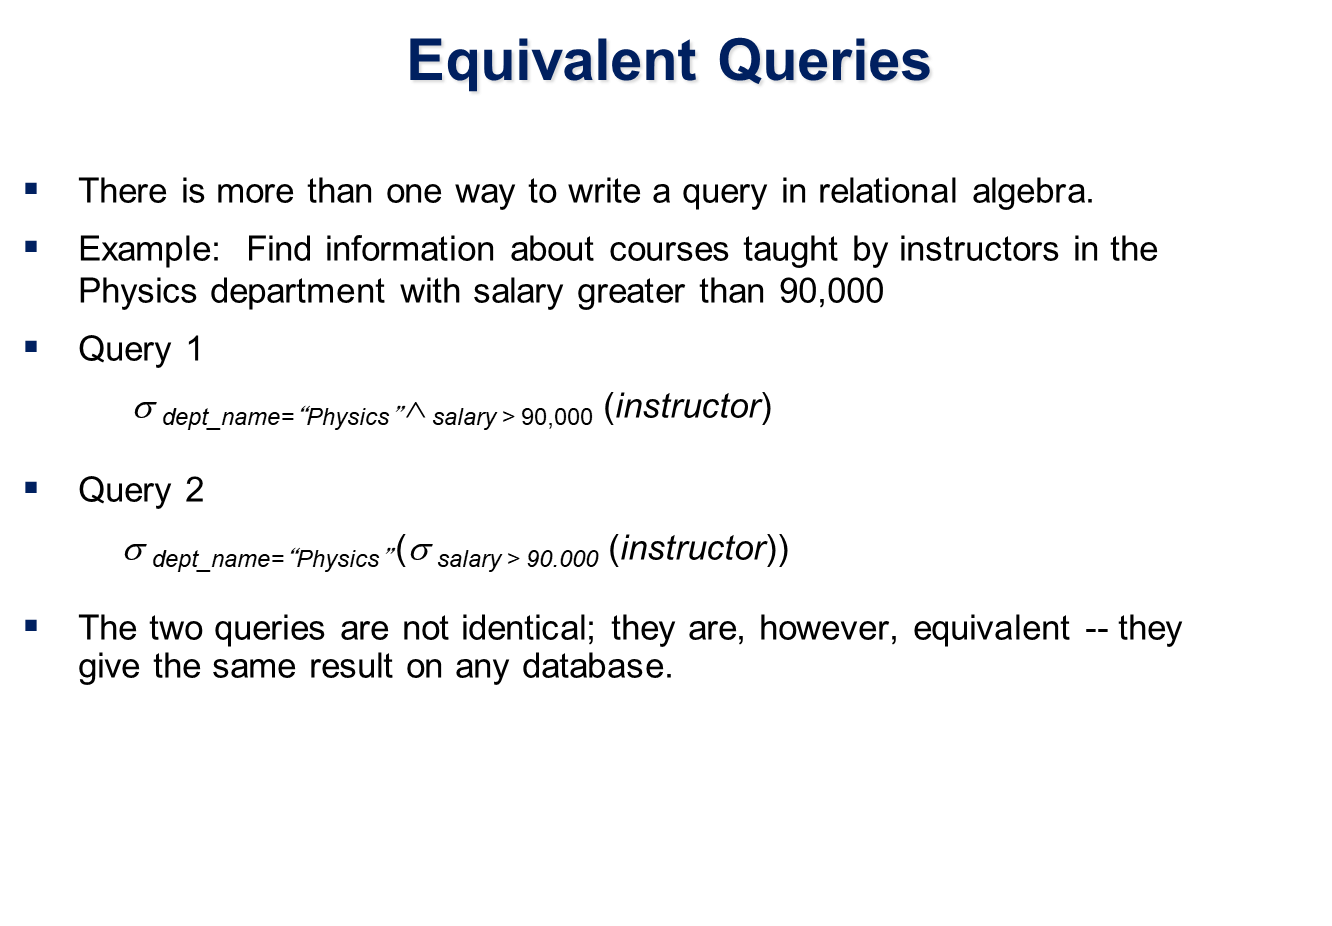 Equivalent Queries
▪ There is more than one way to write a query in relational algebra.
▪ Example: Find information about courses taught by instructors in the
Physics department with salary greater than 90,000
▪ Query 1
σ dept_name=“Physics”∧ salary > 90,000 (instructor)
▪ Query 2
σ dept_name=“Physics”(σ salary > 90.000 (instructor))
▪ The two queries are not identical; they are, however, equivalent -- they
give the same result on any database.